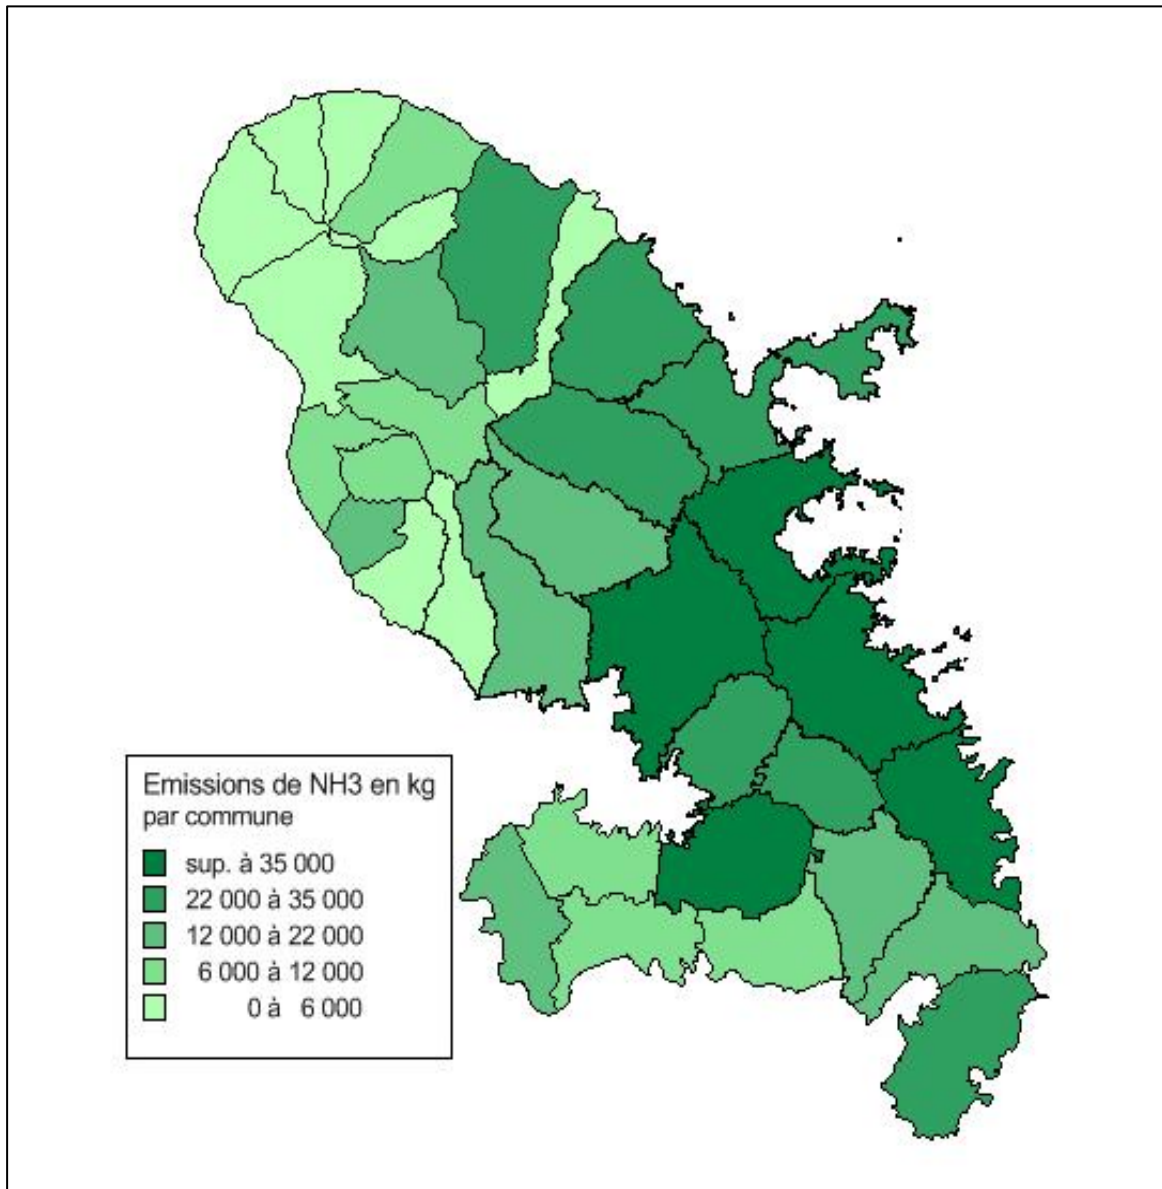 Emissions de NH3 en kg
par commune
sup. à 35 000
22 000 à 35 000
12 000 à 22 000
6 000 à 12 000
0 à 6 000